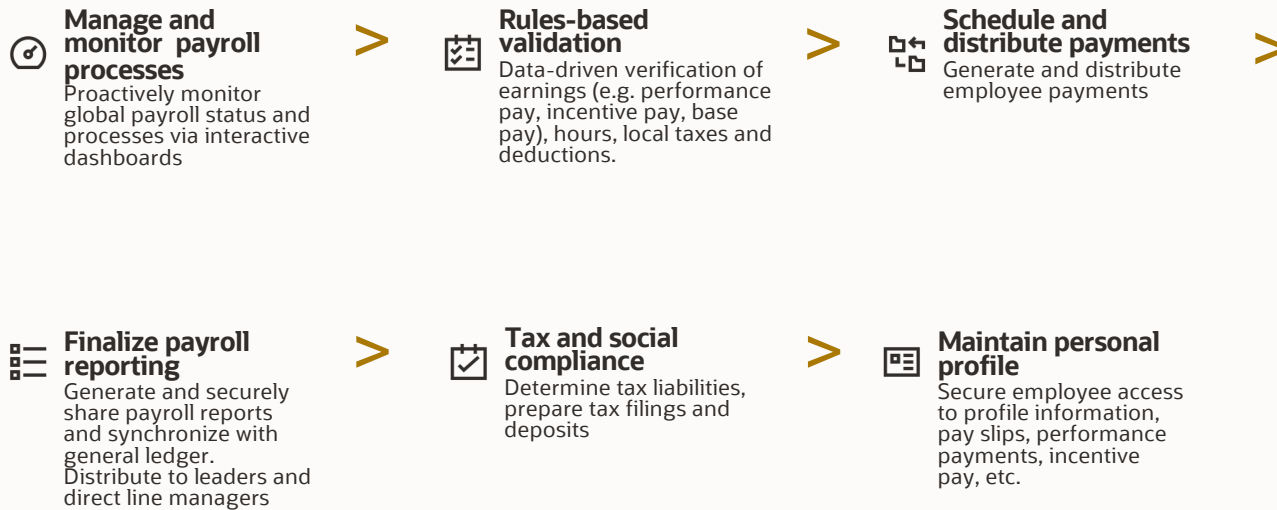 Manage and
monitor payroll
processes
Proactively monitor
global payroll status and
processes via interactive
dashboards
>
Rules-based
validation
Data-driven verification of
earnings (e.g. performance
pay, incentive pay, base
pay), hours, local taxes and
deductions.
>
Schedule and
distribute payments
Generate and distribute
employee payments
>
Finalize payroll
reporting
Generate and securely
share payroll reports
and synchronize with
general ledger.
Distribute to leaders and
direct line managers
>
Tax and social
compliance
Determine tax liabilities,
prepare tax filings and
deposits
>
Maintain personal
profile
Secure employee access
to profile information,
pay slips, performance
payments, incentive
pay, etc.